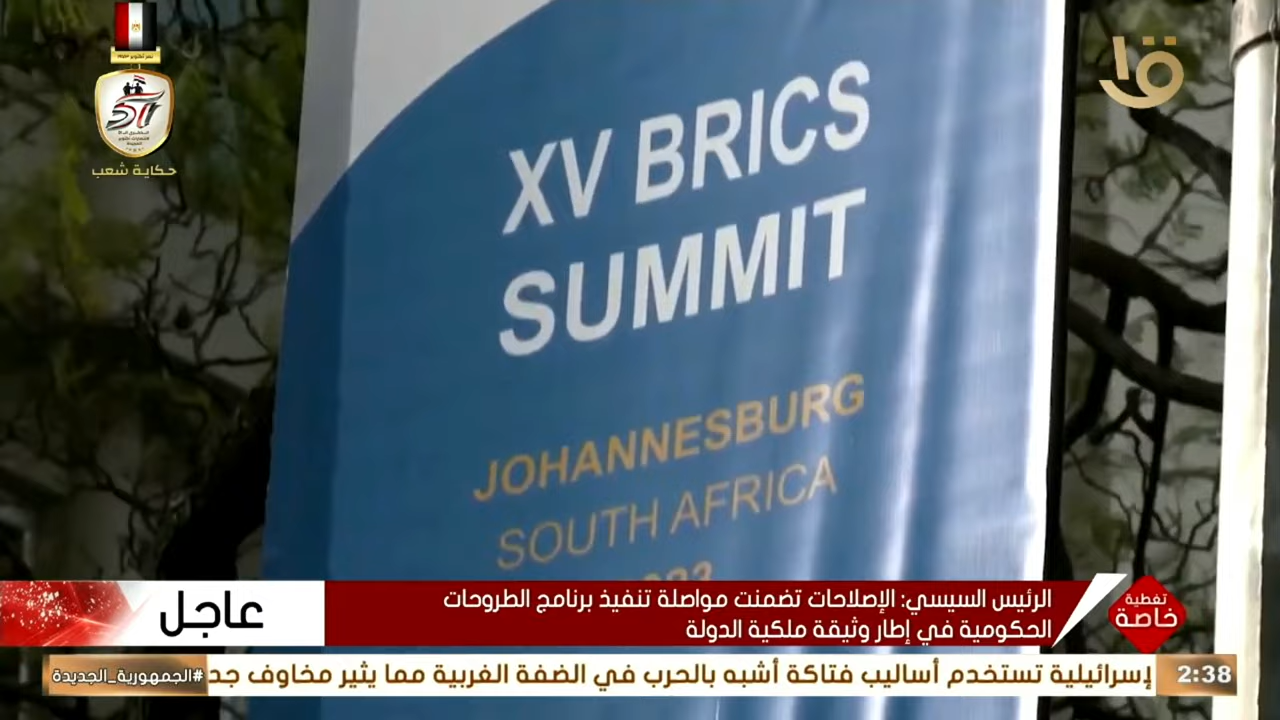 نصر أكتوبر
حكاية شعب
XV BRICS
SUMMIT
JOHANNESBURG
SOUTH AFRICA
تغطية
خاصة
عاجل
الرئيس السيسي: الإصلاحات تضمنت مواصلة تنفيذ برنامج الطروحات
الحكومية في إطار وثيقة ملكية الدولة
2:38
إسرائيلية تستخدم أساليب فتاكة أشبه بالحرب في الضفة الغربية مما يثير مخاوف جد
#الجمهورية_الجديدة